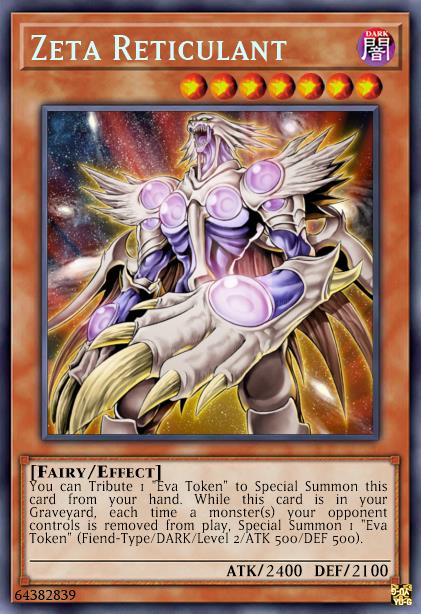 Zeta Reticulant
DARK
闇
[Fairy/Effect]
You can Tribute 1 "Eva Token" to Special Summon this
card from your hand. While this card is in your
Graveyard, each time a monster(s) your opponent
controls is removed from play, Special Summon 1 "Eva
Token" (Fiend-Type/DARK/Level 2/ATK 500/DEF 500).
ATK/2400 DEF/2100
64382839